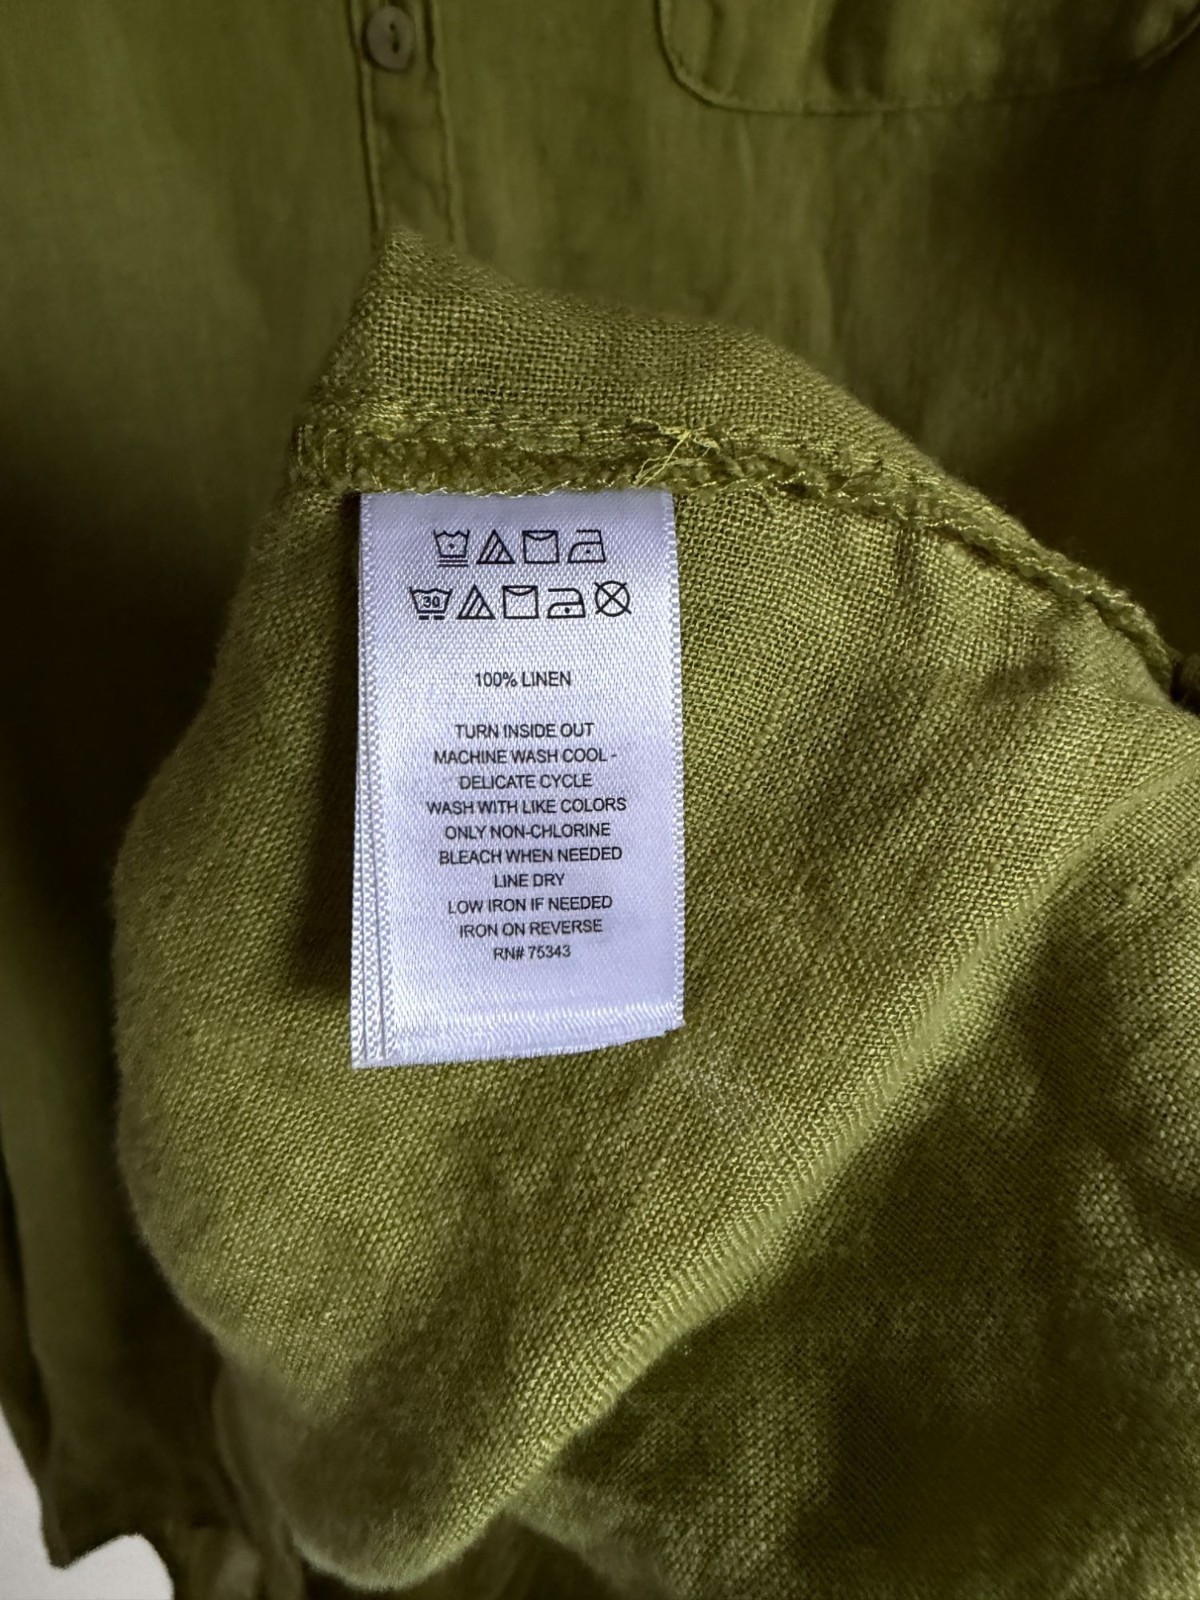 30
100% LINEN
TURN INSIDE OUT
MACHINE WASH COOL -
DELICATE CYCLE
WASH WITH LIKE COLORS
ONLY NON-CHLORINE
BLEACH WHEN NEEDED
LINE DRY
LOW IRON IF NEEDED
IRON ON REVERSE
RN# 75343